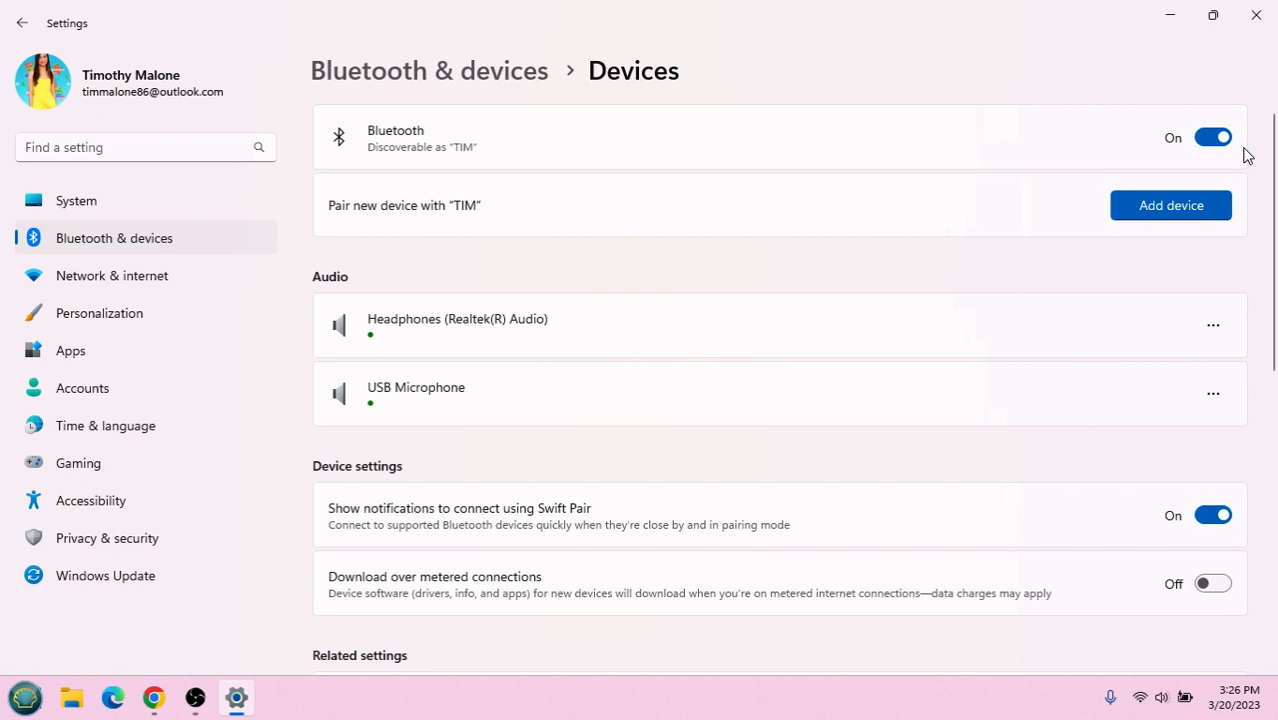 Settings
Timothy Malone
timmalone86@outlook.com
Find a setting
System
Bluetooth & devices
Network & internet
Personalization
Apps
Accounts
Time & language
Gaming
Accessibility
Privacy & security
Windows Update
Bluetooth & devices > Devices
Bluetooth
Discoverable as “TIM”
On
Pair new device with “TIM”
Add device
Audio
Headphones (Realtek(R) Audio)
USB Microphone
Device settings
Show notifications to connect using Swift Pair
Connect to supported Bluetooth devices quickly when they’re close by and in pairing mode
On
Download over metered connections
Device software (drivers, info, and apps) for new devices will download when you’re on metered internet connections—data charges may apply
Off
Related settings
3:26 PM
3/20/2023